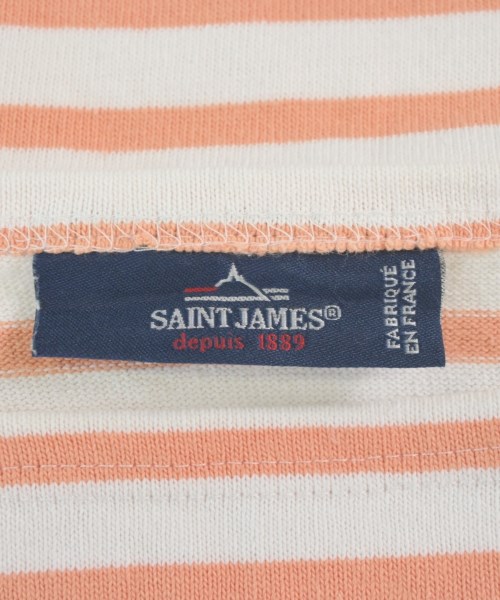 SAINT JAMES®
depuis 1889
FABRIQUÉ
EN FRANCE